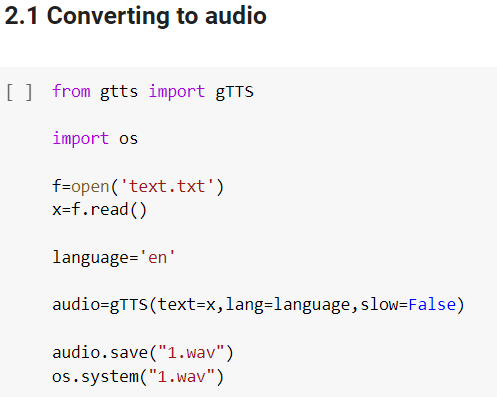 2.1 Converting to audio
[ ] from gtts import gTTS
import os
f=open('text.txt')
x=f.read()
language='en'
audio=gTTS(text=x,lang=language,slow=False)
audio.save("1.wav")
os.system("1.wav")